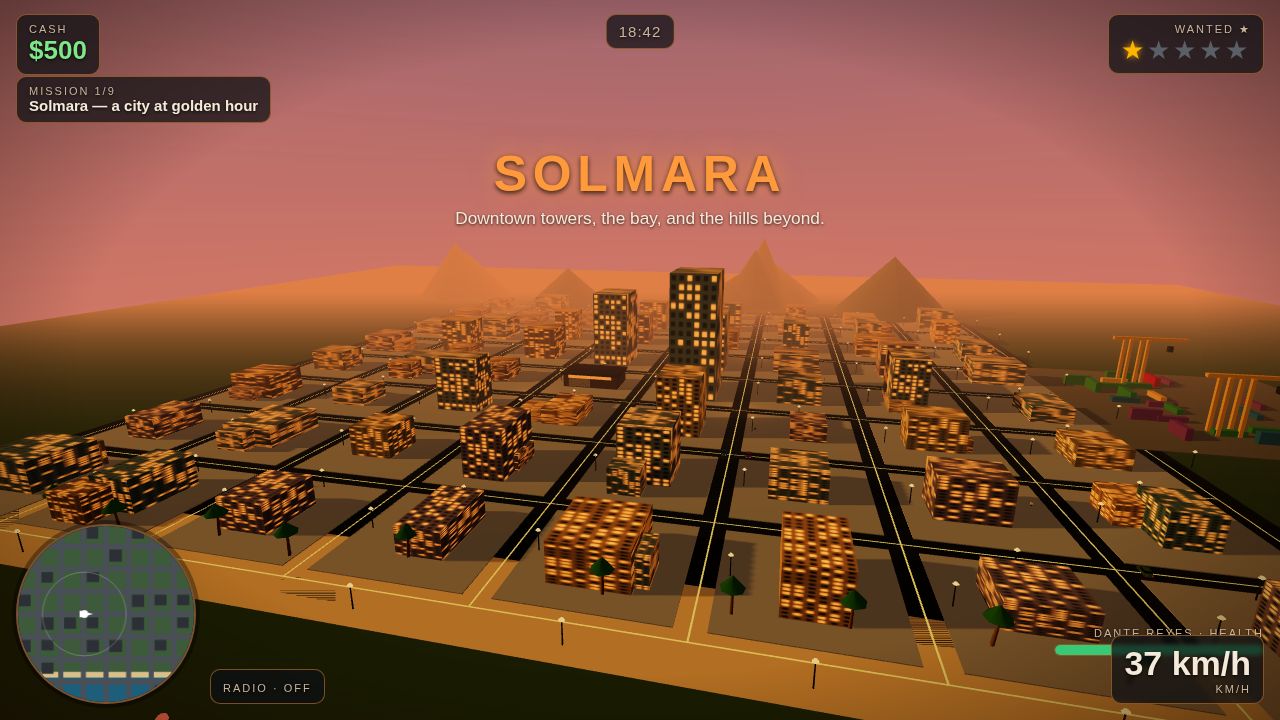 CASH
$500
MISSION 1/9
Solmara — a city at golden hour
18:42
WANTED ★
SOLMARA
Downtown towers, the bay, and the hills beyond.
RADIO · OFF
DANTE REYES · HEALTH
37 km/h
KM/H